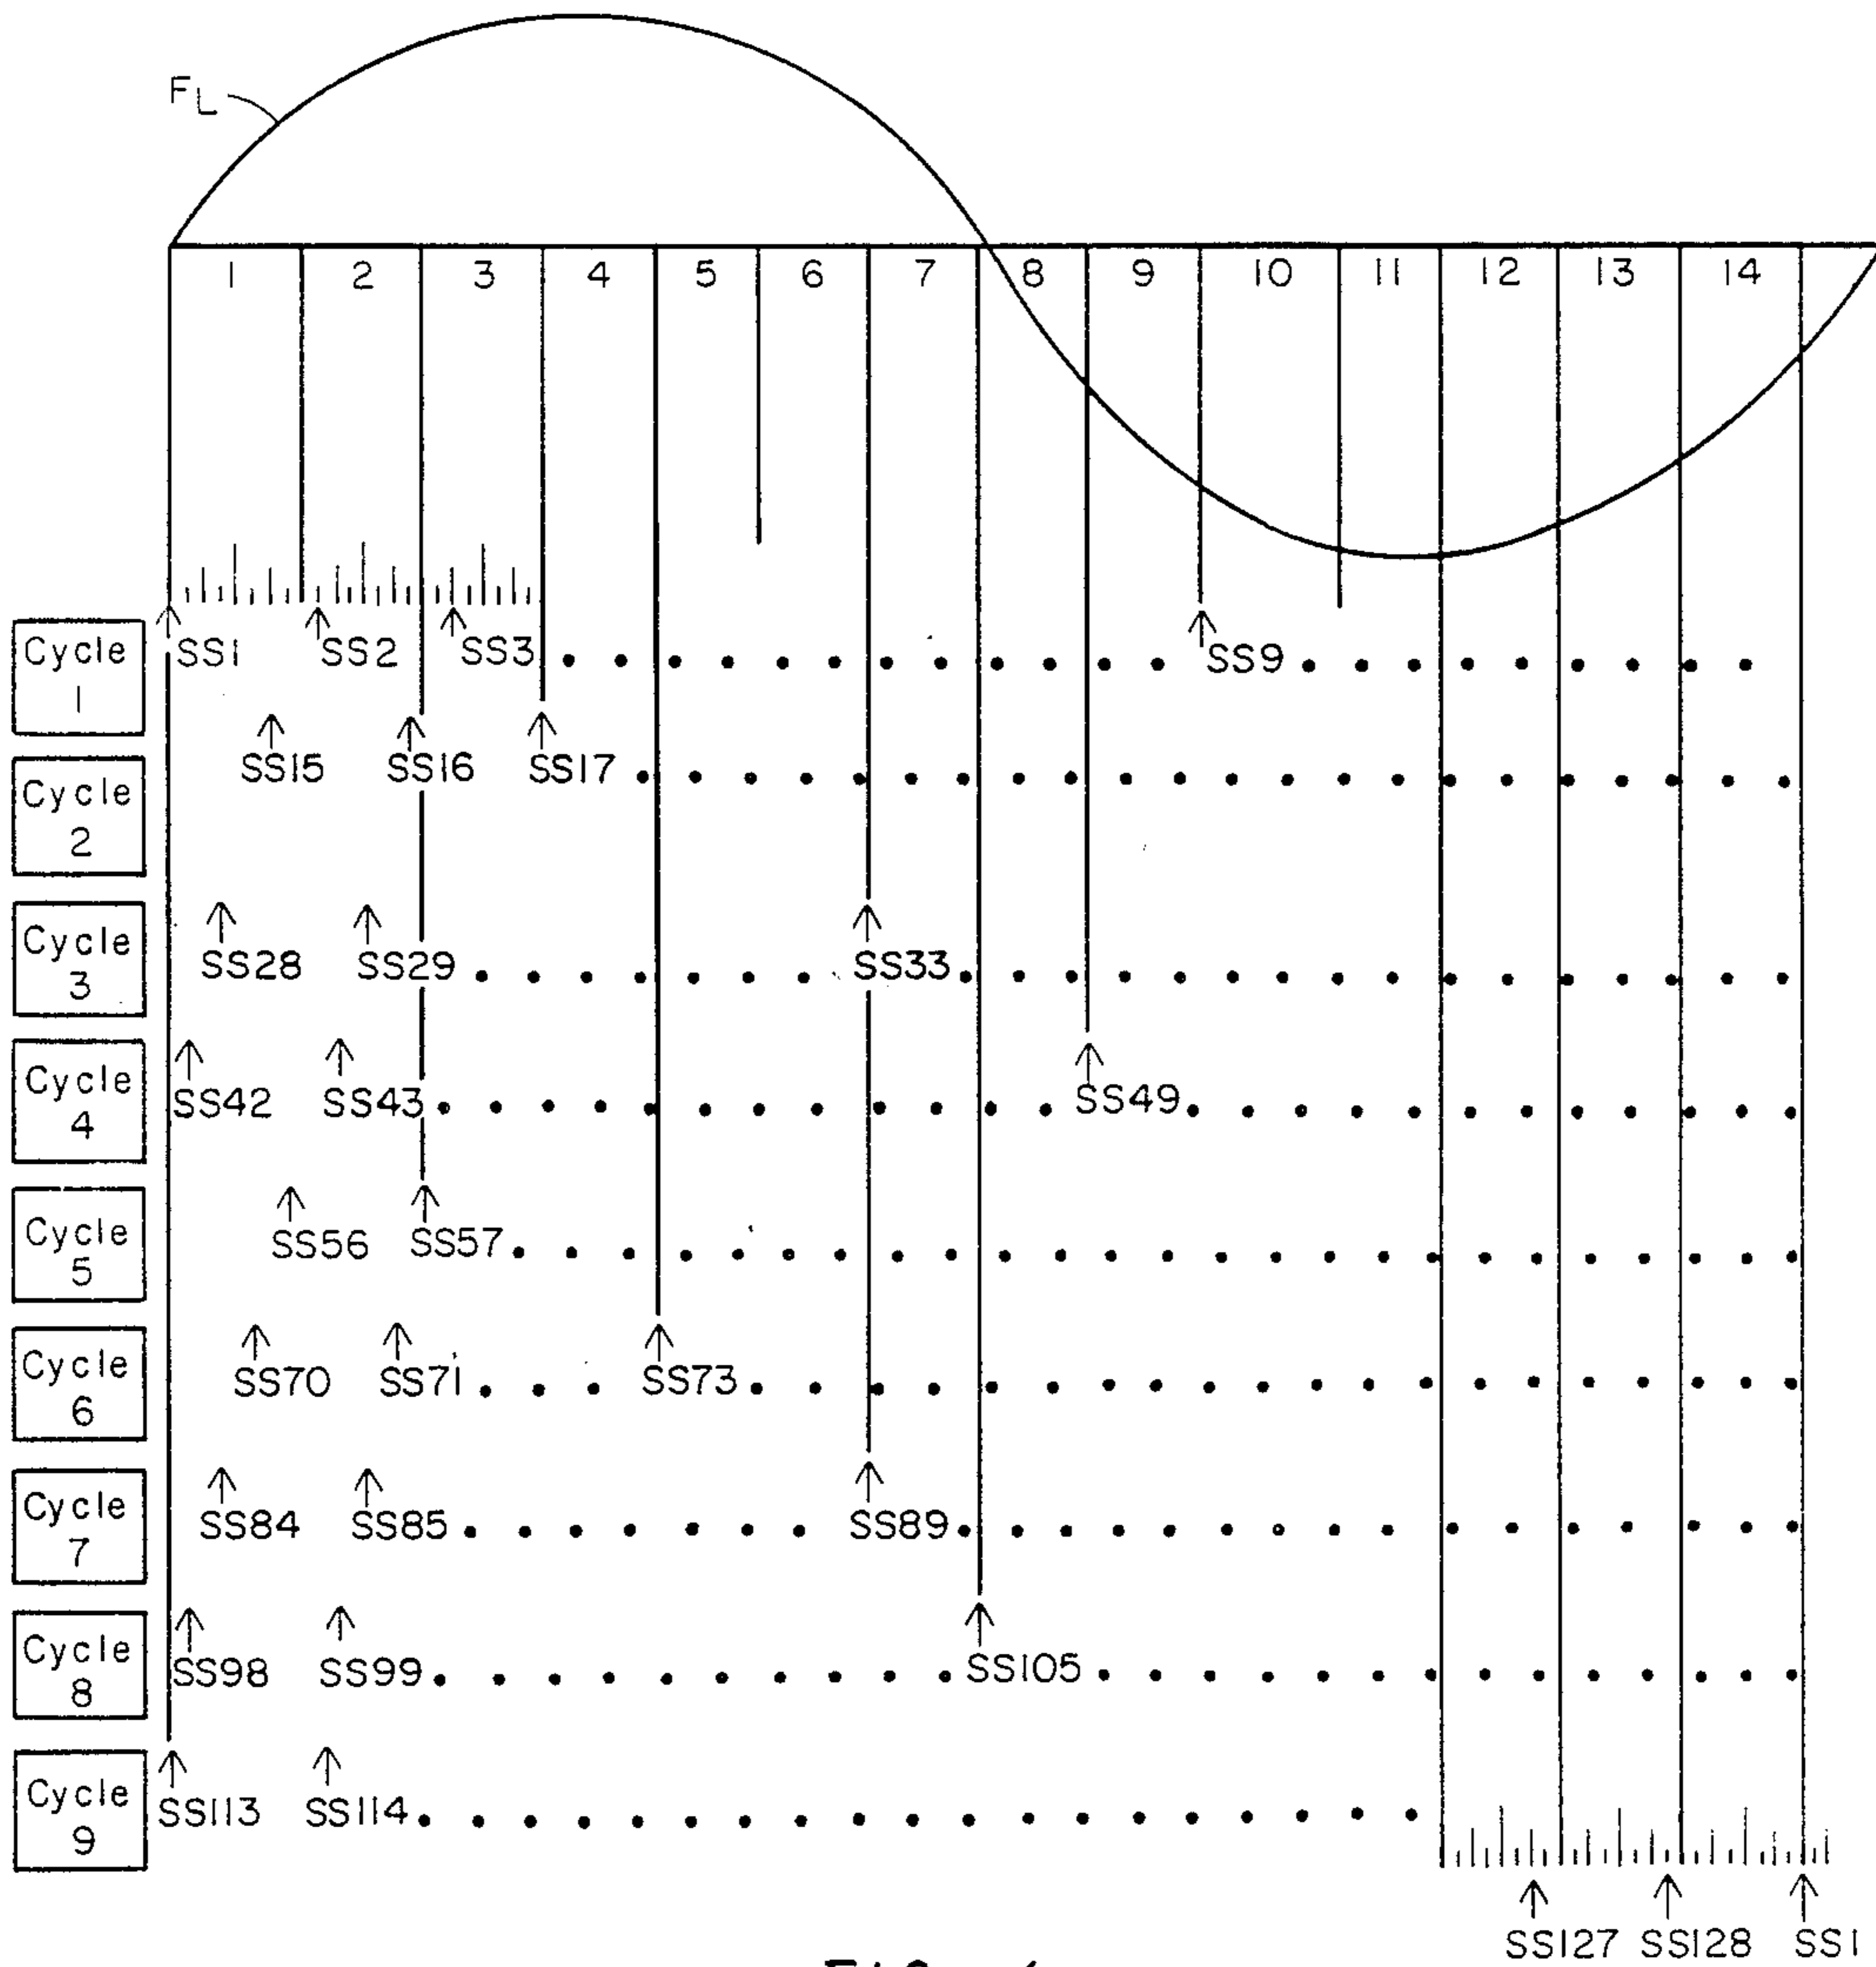 FL
1 2 3 4 5 6 7 8 9 10 11 12 13 14
Cycle
1
SS1 SS2 SS3 SS9
SS15 SS16 SS17
Cycle
2
Cycle
3
SS28 SS29 SS33
Cycle
4
SS42 SS43 SS49
Cycle
5
SS56 SS57
Cycle
6
SS70 SS71 SS73
Cycle
7
SS84 SS85 SS89
Cycle
8
SS98 SS99 SS105
Cycle
9
SS113 SS114
SS127 SS128 SS1